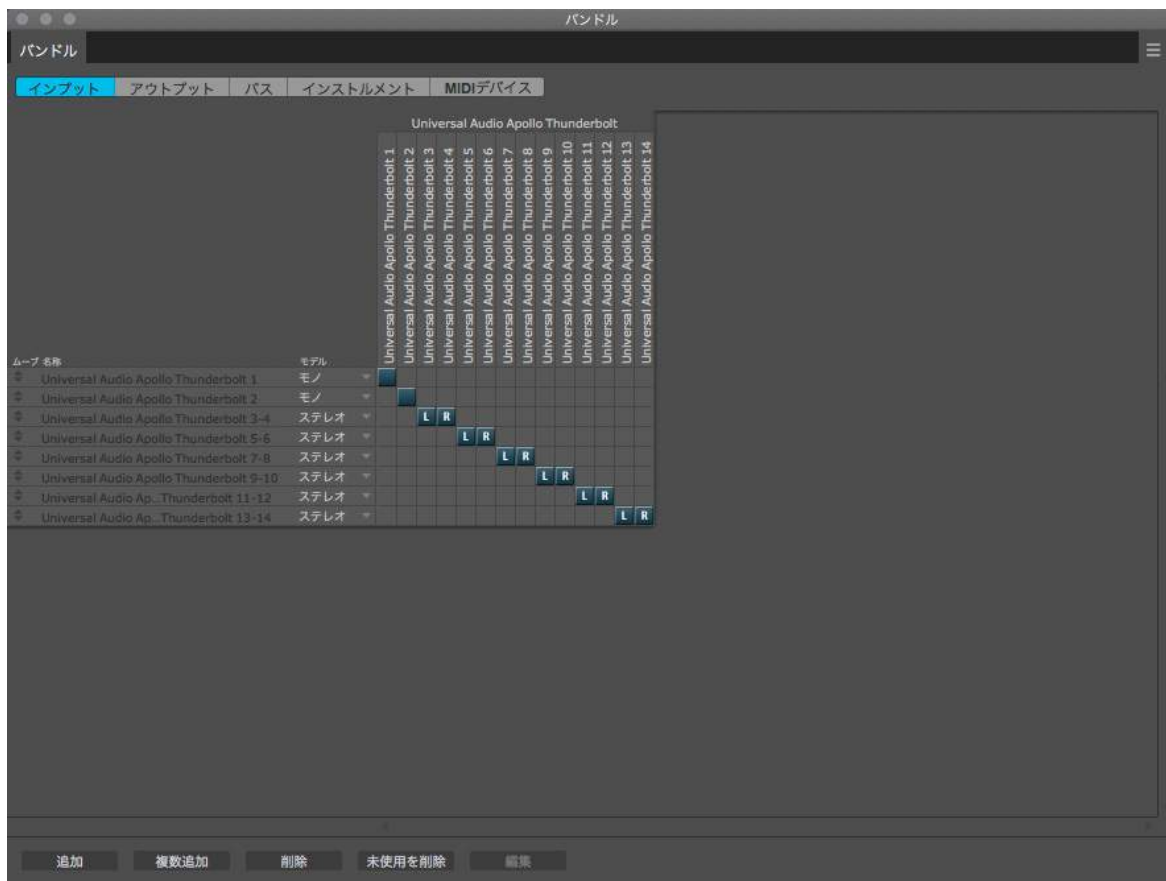 バンドル
バンドル
インプット アウトプット バス インストルメント MIDIデバイス
Universal Audio Apollo Thunderbolt
Universal Audio Apollo Thunderbolt 1
Universal Audio Apollo Thunderbolt 2
Universal Audio Apollo Thunderbolt 3
Universal Audio Apollo Thunderbolt 4
Universal Audio Apollo Thunderbolt 5
Universal Audio Apollo Thunderbolt 6
Universal Audio Apollo Thunderbolt 7
Universal Audio Apollo Thunderbolt 8
Universal Audio Apollo Thunderbolt 9
Universal Audio Apollo Thunderbolt 10
Universal Audio Apollo Thunderbolt 11
Universal Audio Apollo Thunderbolt 12
Universal Audio Apollo Thunderbolt 13
Universal Audio Apollo Thunderbolt 14
ムーブ 名称 モデル
Universal Audio Apollo Thunderbolt 1 モノ
Universal Audio Apollo Thunderbolt 2 モノ
Universal Audio Apollo Thunderbolt 3-4 ステレオ L R
Universal Audio Apollo Thunderbolt 5-6 ステレオ L R
Universal Audio Apollo Thunderbolt 7-8 ステレオ L R
Universal Audio Apollo Thunderbolt 9-10 ステレオ L R
Universal Audio Ap...Thunderbolt 11-12 ステレオ L R
Universal Audio Ap...Thunderbolt 13-14 ステレオ L R
追加 複数追加 削除 未使用を削除 編集